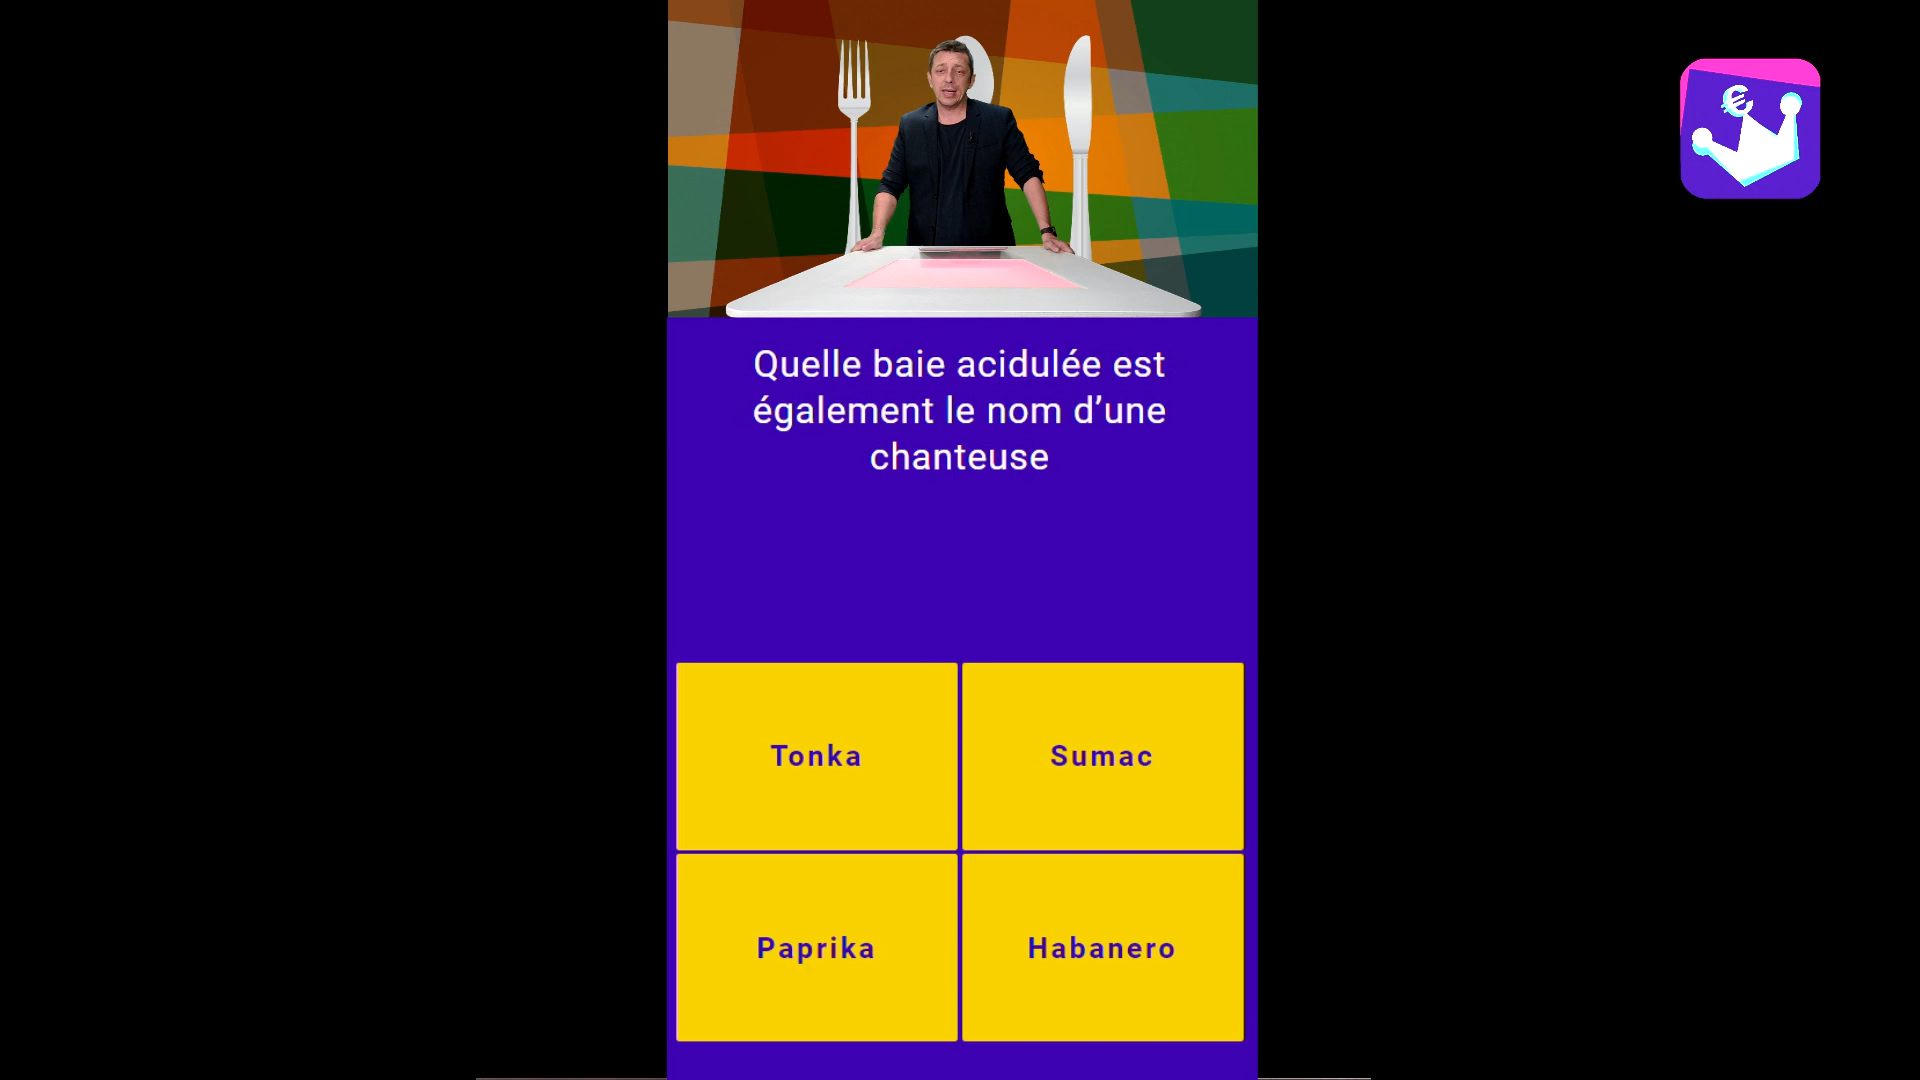 Quelle baie acidulée est
également le nom d’une
chanteuse
Tonka
Sumac
Paprika
Habanero